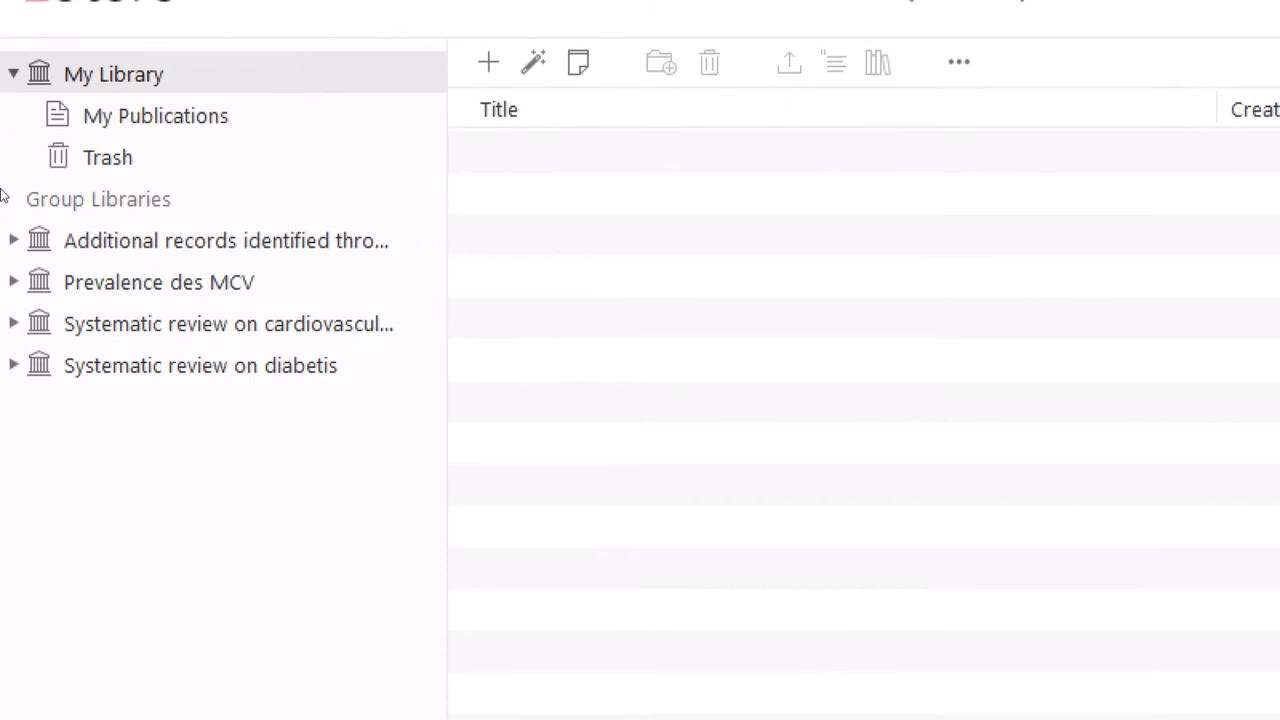 My Library
My Publications
Trash
Group Libraries
Additional records identified thro...
Prevalence des MCV
Systematic review on cardiovascul...
Systematic review on diabetis
Title
Creat